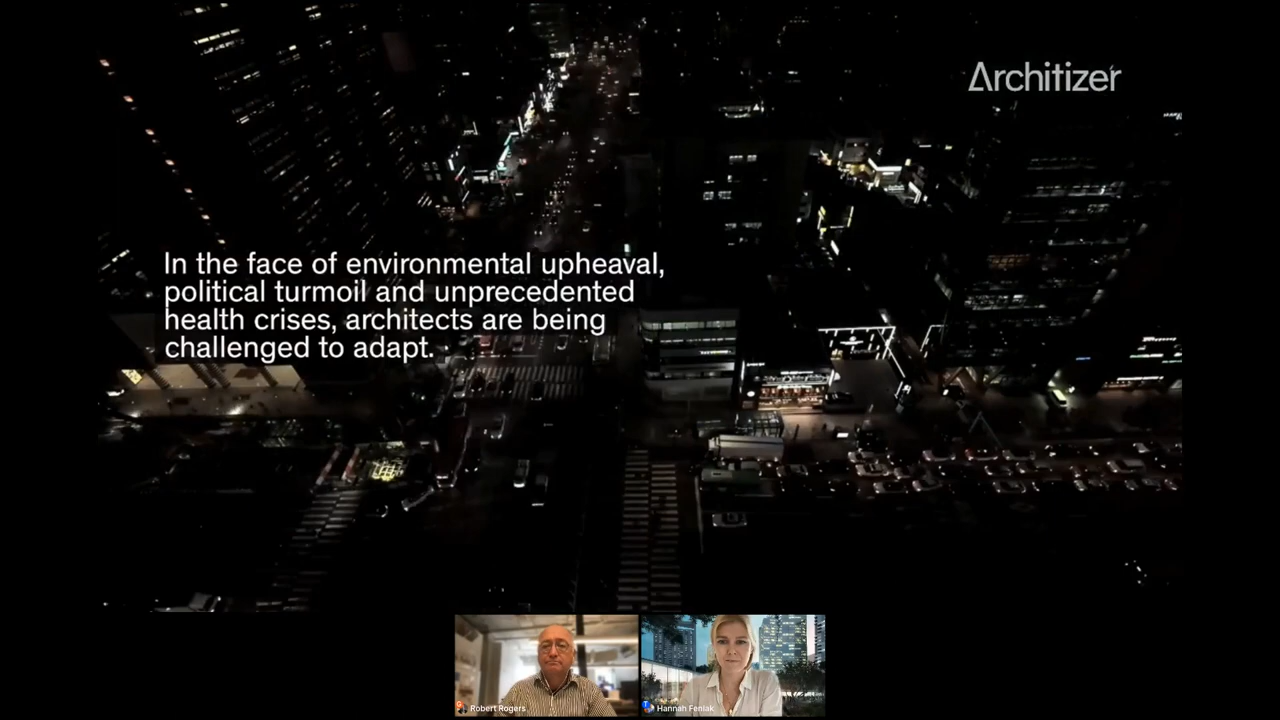 Architizer
In the face of environmental upheaval,
political turmoil and unprecedented
health crises, architects are being
challenged to adapt.
Robert Rogers
Hannah Feniak